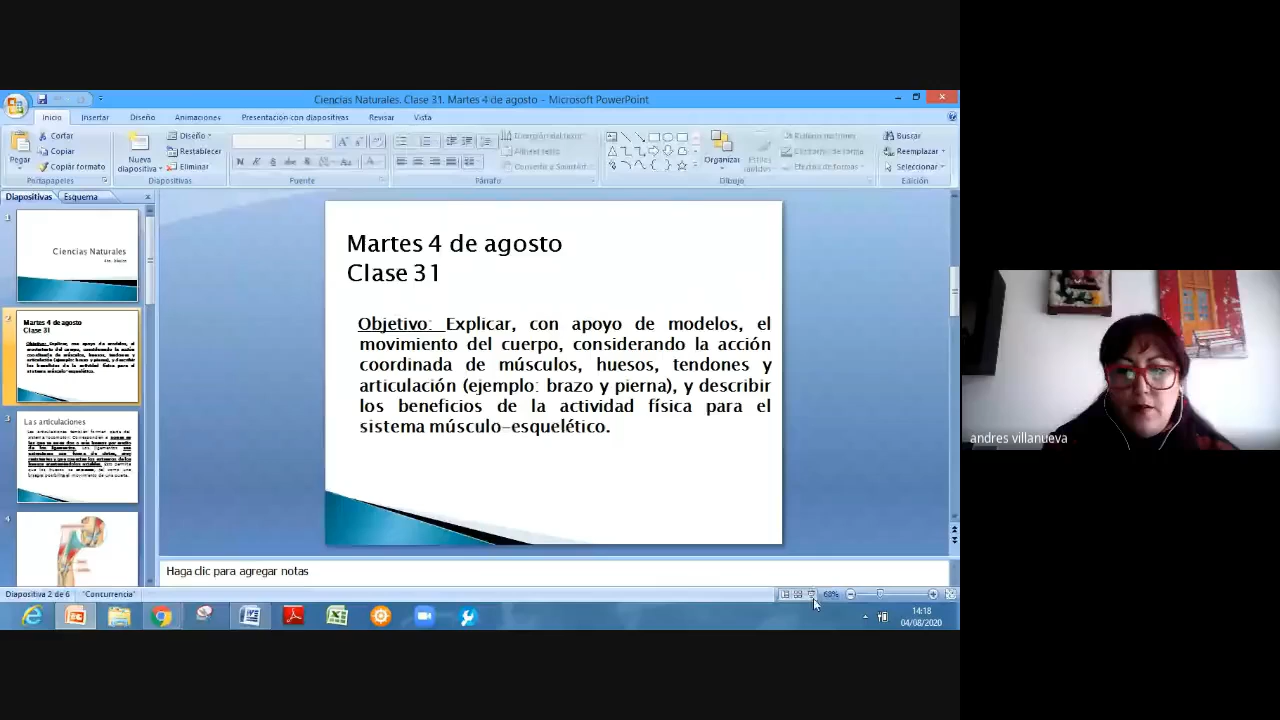 Ciencias Naturales. Clase 31. Martes 4 de agosto - Microsoft PowerPoint
Inicio Insertar Diseño Animaciones Presentación con diapositivas Revisar Vista
Pegar
Cortar
Copiar
Copiar formato
Portapapeles
Nueva
diapositiva
Diseño
Restablecer
Eliminar
Diapositivas
Fuente
Párrafo
Organizar
Dibujo
Buscar
Reemplazar
Seleccionar
Edición
Diapositivas Esquema
1
Ciencias Naturales
2
Martes 4 de agosto
Clase 31
3
Las articulaciones
4
Martes 4 de agosto
Clase 31
Objetivo: Explicar, con apoyo de modelos, el
movimiento del cuerpo, considerando la acción
coordinada de músculos, huesos, tendones y
articulación (ejemplo: brazo y pierna), y describir
los beneficios de la actividad física para el
sistema músculo-esquelético.
Haga clic para agregar notas
Diapositiva 2 de 6 "Concurrencia" 68%
14:18
04/08/2020
andres villanueva